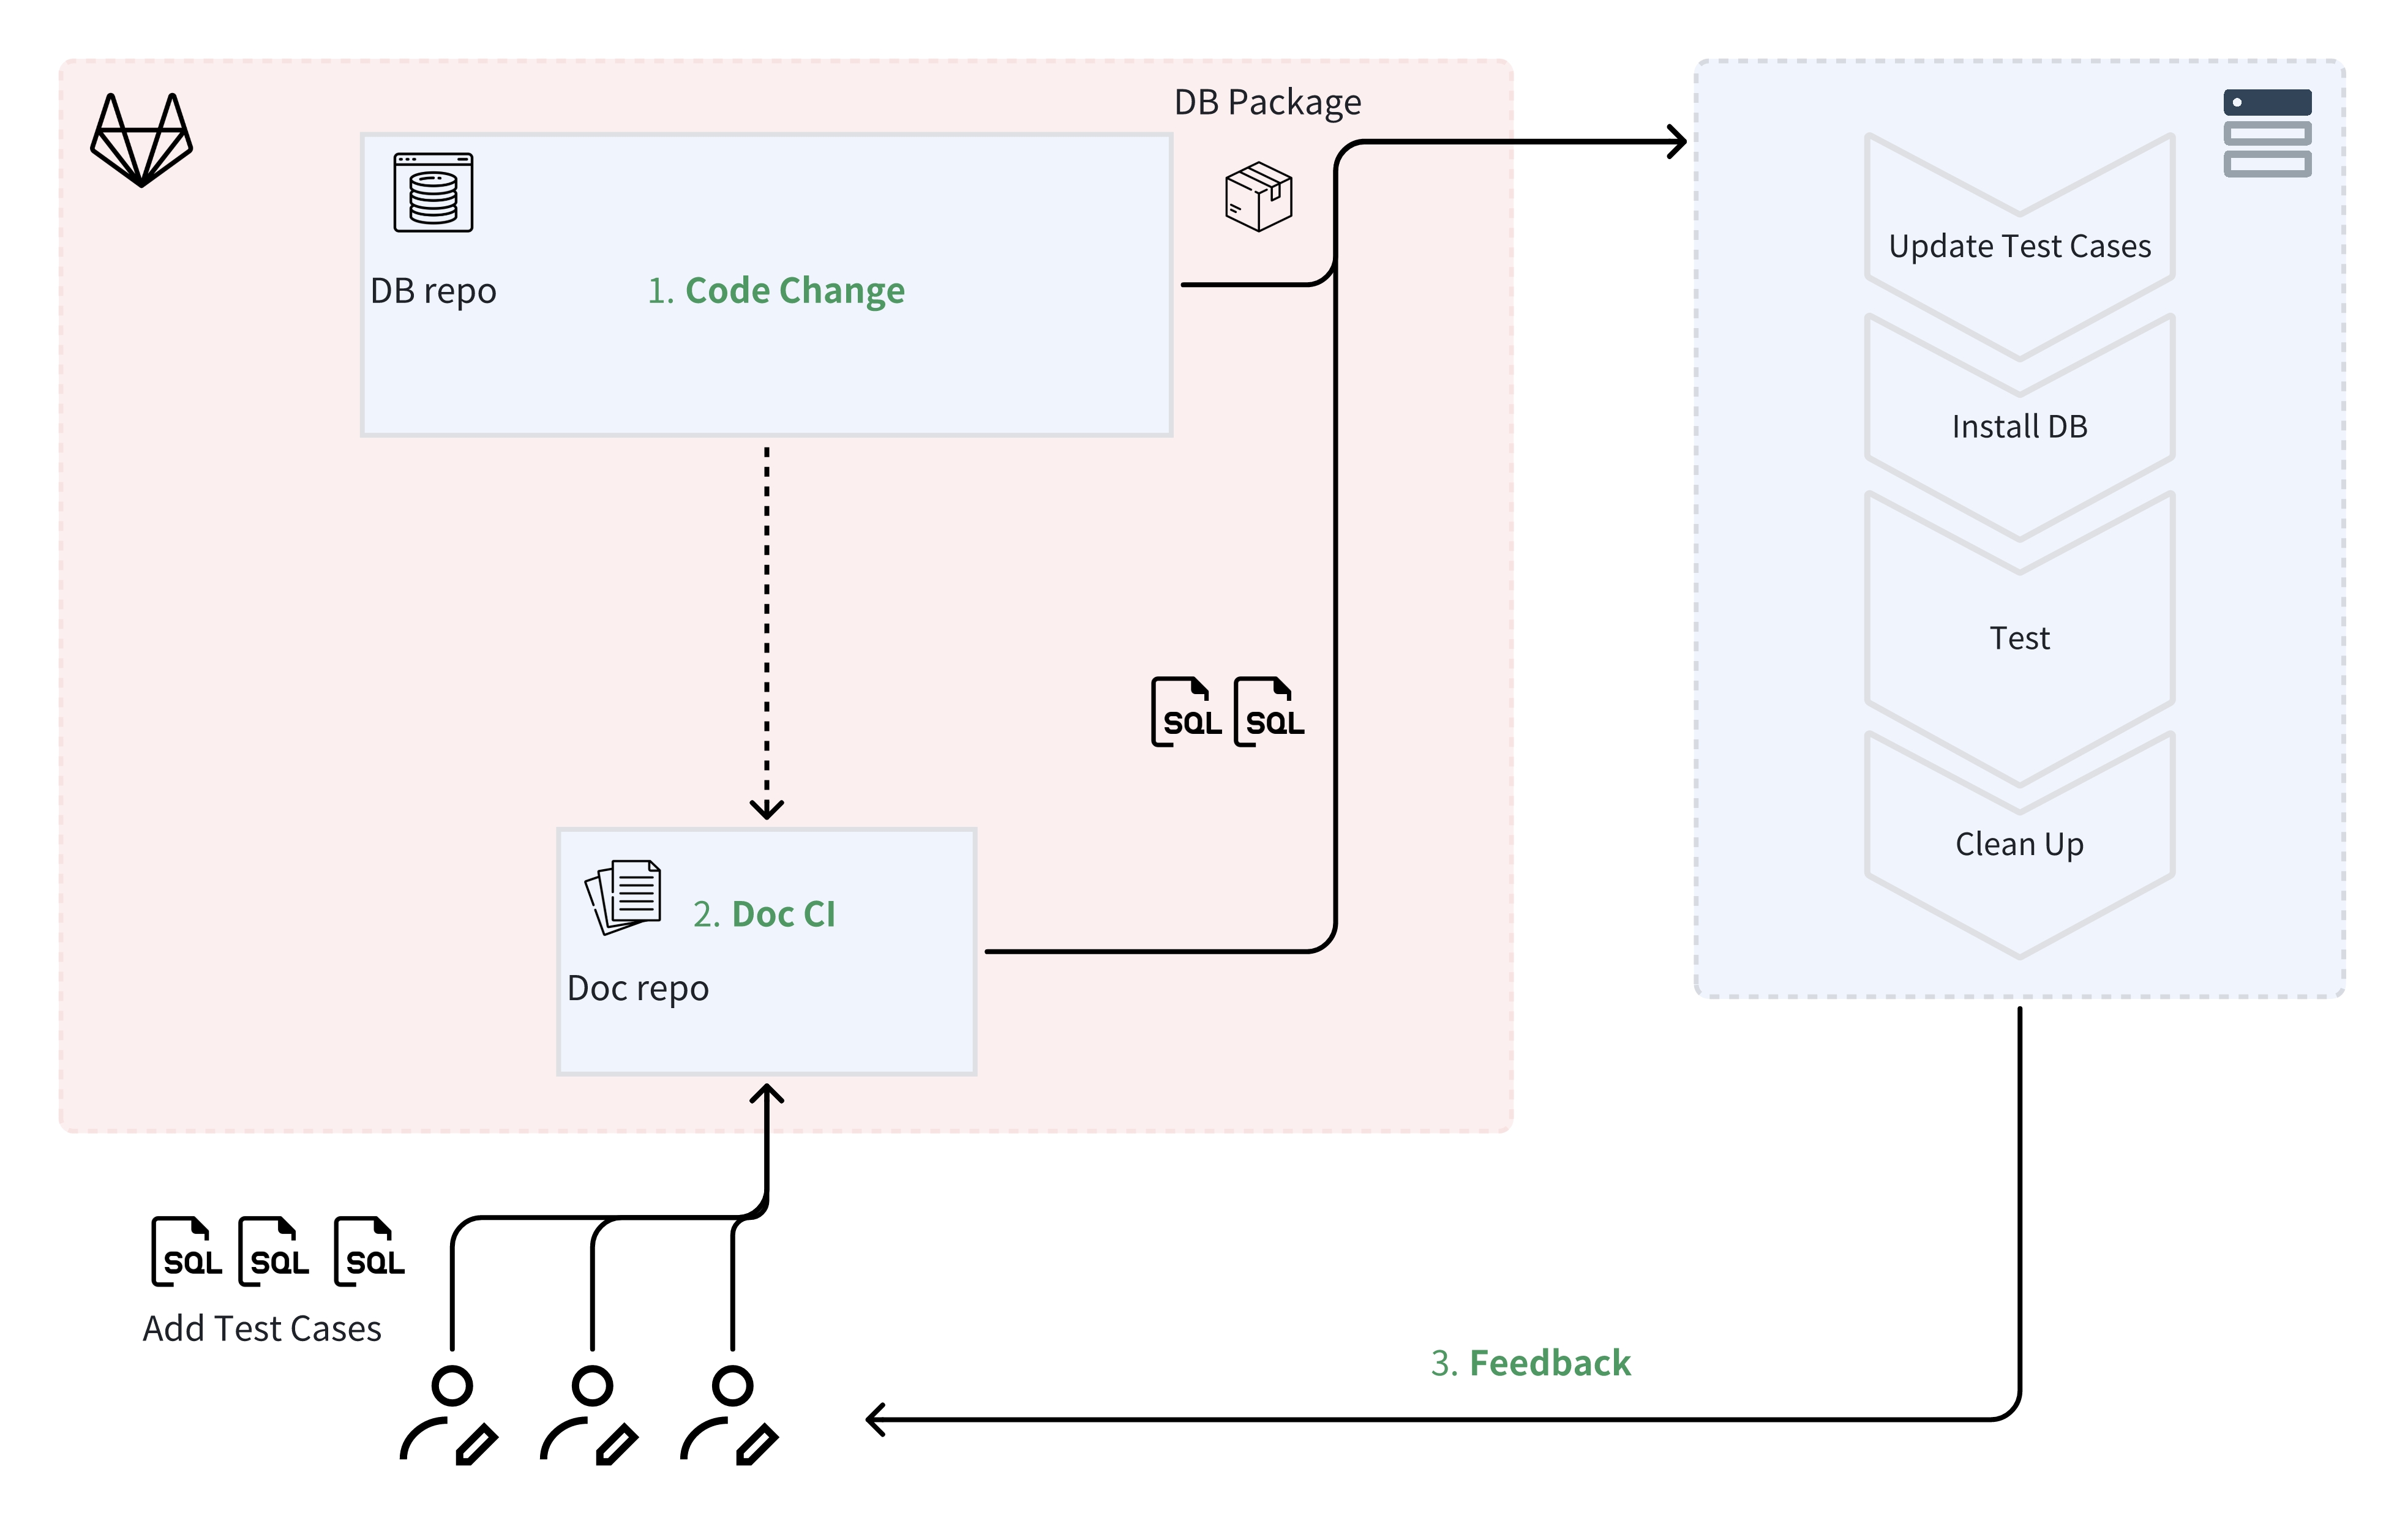 DB Package
DB repo
1. Code Change
SQL SQL
2. Doc CI
Doc repo
Update Test Cases
Install DB
Test
Clean Up
SQL SQL SQL
Add Test Cases
3. Feedback